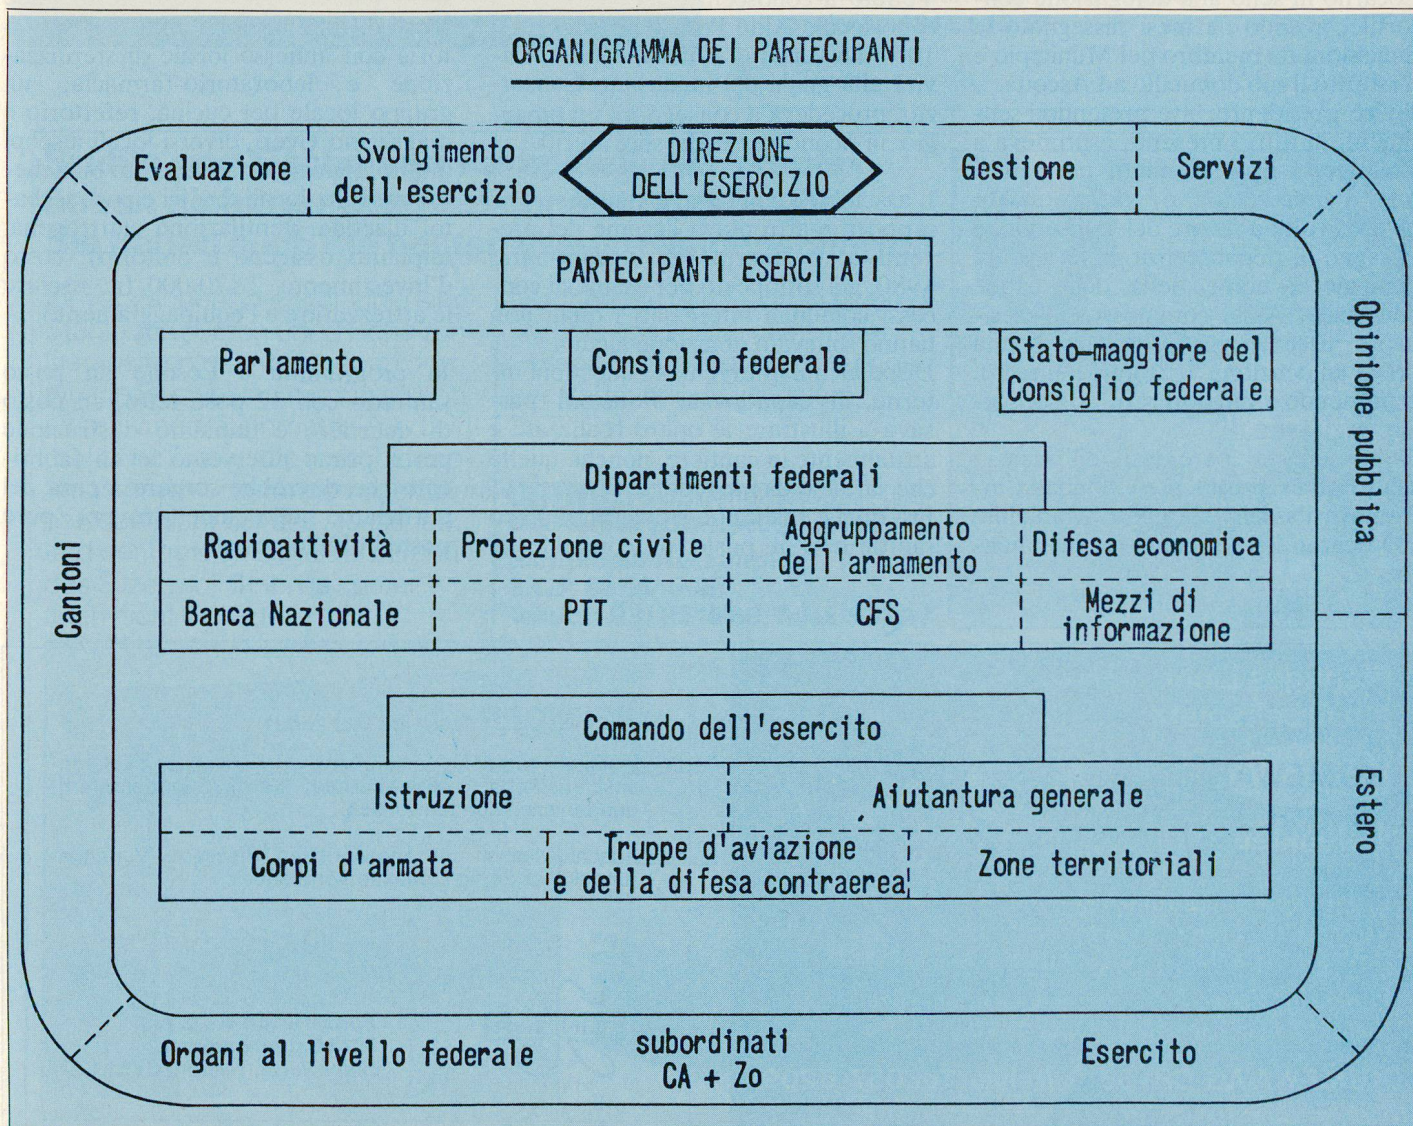 ORGANIGRAMMA DEI PARTECIPANTI
Evaluazione
Svolgimento
dell'esercizio
DIREZIONE
DELL'ESERCIZIO
Gestione
Servizi
PARTECIPANTI ESERCITATI
Parlamento
Consiglio federale
Stato-maggiore del
Consiglio federale
Dipartimenti federali
Radioattività
Protezione civile
Aggruppamento
dell'armamento
Difesa economica
Banca Nazionale
PTT
CFS
Mezzi di
informazione
Comando dell'esercito
Istruzione
Aiutantura generale
Corpi d'armata
Truppe d'aviazione
e della difesa contraerea
Zone territoriali
Cantoni
Opinione pubblica
Estero
Organi al livello federale
subordinati
CA + Zo
Esercito